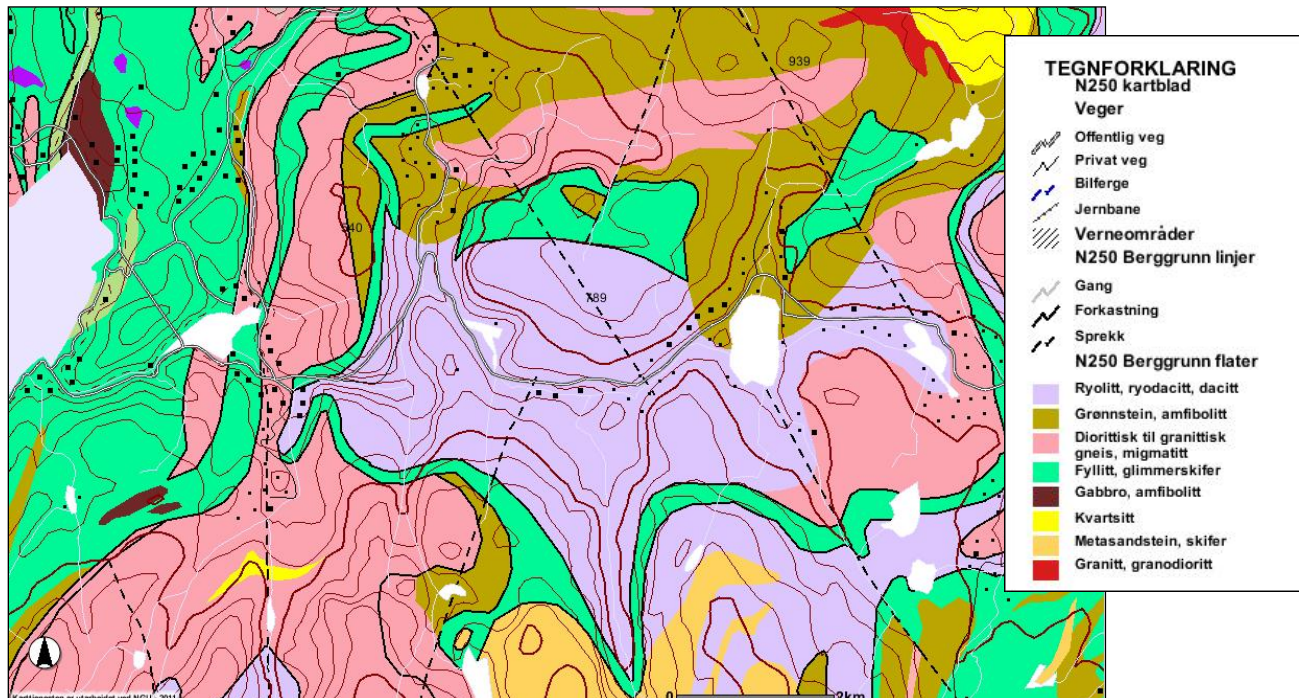 939
540
789
TEGNFORKLARING
N250 kartblad
Veger
Offentlig veg
Privat veg
Bilferge
Jernbane
Verneområder
N250 Berggrunn linjer
Gang
Forkastning
Sprekk
N250 Berggrunn flater
Ryolitt, ryodacitt, dacitt
Grønnstein, amfibolitt
Diorittisk til granittisk
gneis, migmatitt
Fyllitt, glimmerskifer
Gabbro, amfibolitt
Kvartsitt
Metasandstein, skifer
Granitt, granodioritt
0 2km